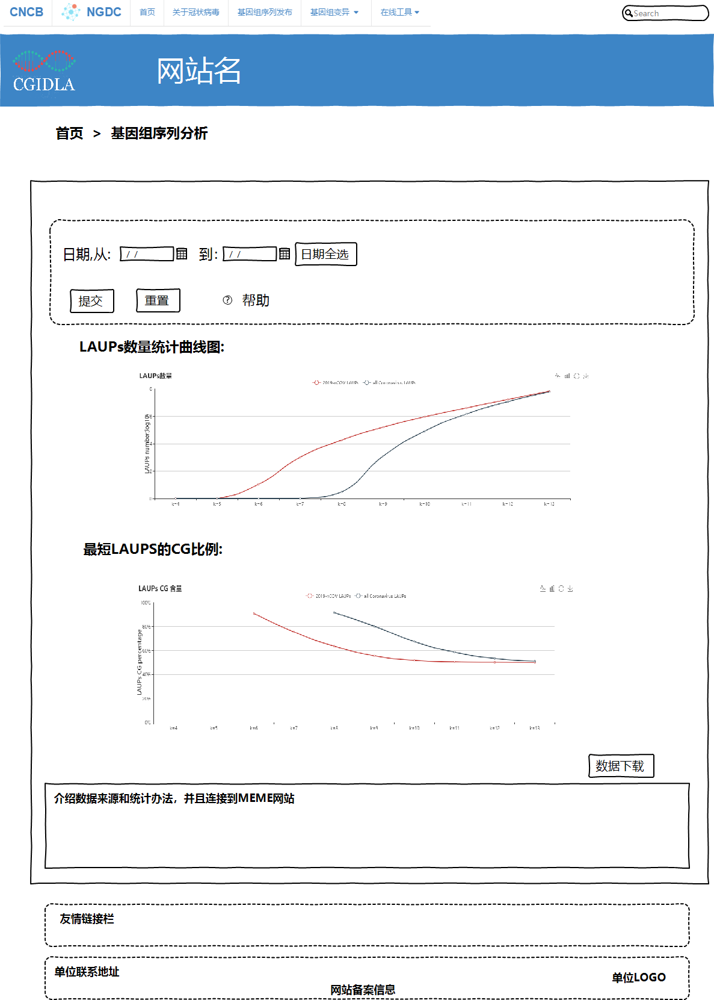 CNCB NGDC 首页 关于冠状病毒 基因组序列发布 基因组变异 在线工具 Search
CGIDLA
网站名
首页 > 基因组序列分析
日期,从: / / 到: / / 日期全选
提交 重置 ? 帮助
LAUPs数量统计曲线图:
LAUPs数量
2019-nCOV LAUPs all Coronavirus LAUPs
8
6
4
2
0
LAUPs number(log10)
k=4 k=5 k=6 k=7 k=8 k=9 k=10 k=11 k=12 k=13
最短LAUPS的CG比例:
LAUPs CG 含量
2019-nCOV LAUPs all Coronavirus LAUPs
100%
80%
60%
40%
20%
0%
LAUPs CG percentage
k=4 k=5 k=6 k=7 k=8 k=9 k=10 k=11 k=12 k=13
数据下载
介绍数据来源和统计办法，并且连接到MEME网站
友情链接栏
单位联系地址
单位LOGO
网站备案信息